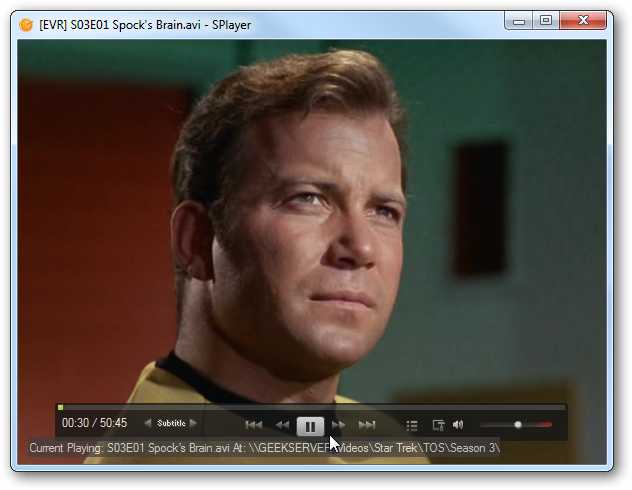 [EVR] S03E01 Spock's Brain.avi - SPlayer
00:30 / 50:45 Subtitle
Current Playing: S03E01 Spock's Brain.avi At: \\GEEKSERVER\Videos\Star Trek\TOS\Season 3\